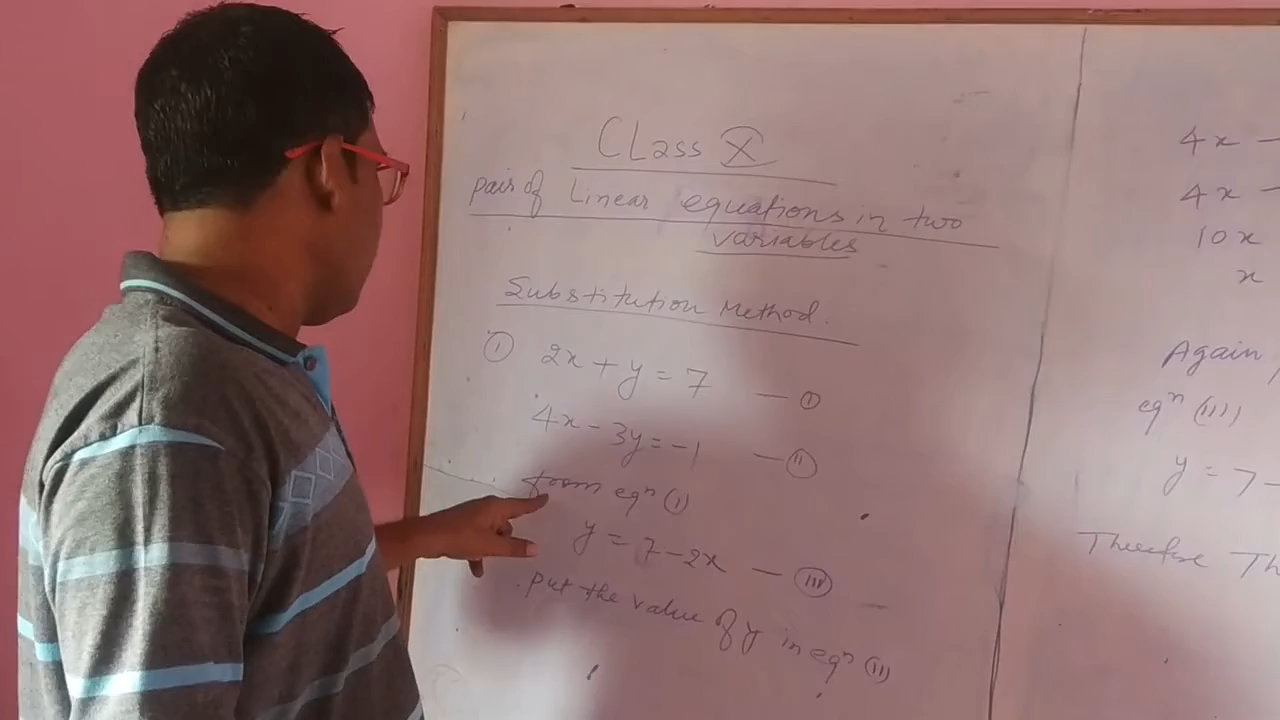 Class X
pair of Linear equations in two
variables
Substitution Method.
① 2x + y = 7 — (I)
4x - 3y = -1 — (II)
from eqⁿ (I)
y = 7 - 2x — (III)
put the value of y in eqⁿ (II)
4x -
4x -
10x
x
Again
eqⁿ (III)
y = 7 -
Therefore Th